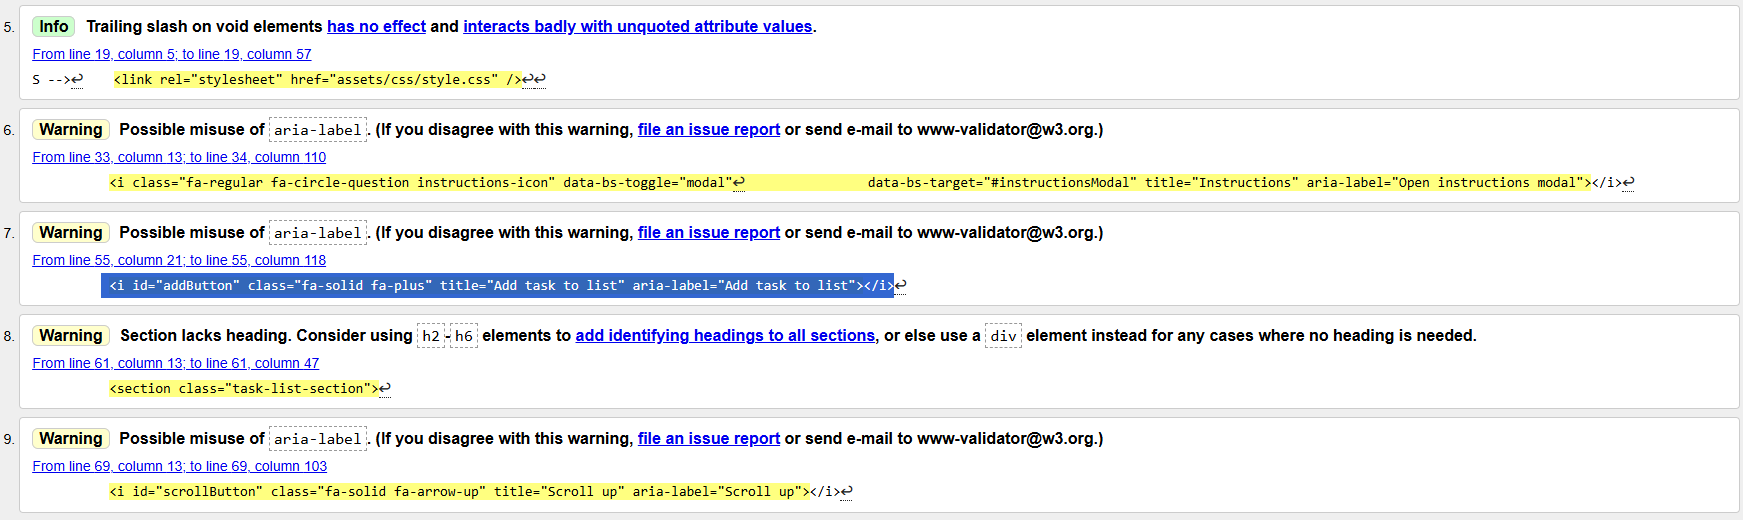 5. Info Trailing slash on void elements has no effect and interacts badly with unquoted attribute values.
From line 19, column 5; to line 19, column 57
S -->↩    <link rel="stylesheet" href="assets/css/style.css" />↩↩
6. Warning Possible misuse of aria-label. (If you disagree with this warning, file an issue report or send e-mail to www-validator@w3.org.)
From line 33, column 13; to line 34, column 110
<i class="fa-regular fa-circle-question instructions-icon" data-bs-toggle="modal"↩                data-bs-target="#instructionsModal" title="Instructions" aria-label="Open instructions modal"></i>↩
7. Warning Possible misuse of aria-label. (If you disagree with this warning, file an issue report or send e-mail to www-validator@w3.org.)
From line 55, column 21; to line 55, column 118
<i id="addButton" class="fa-solid fa-plus" title="Add task to list" aria-label="Add task to list"></i>↩
8. Warning Section lacks heading. Consider using h2-h6 elements to add identifying headings to all sections, or else use a div element instead for any cases where no heading is needed.
From line 61, column 13; to line 61, column 47
<section class="task-list-section">↩
9. Warning Possible misuse of aria-label. (If you disagree with this warning, file an issue report or send e-mail to www-validator@w3.org.)
From line 69, column 13; to line 69, column 103
<i id="scrollButton" class="fa-solid fa-arrow-up" title="Scroll up" aria-label="Scroll up"></i>↩